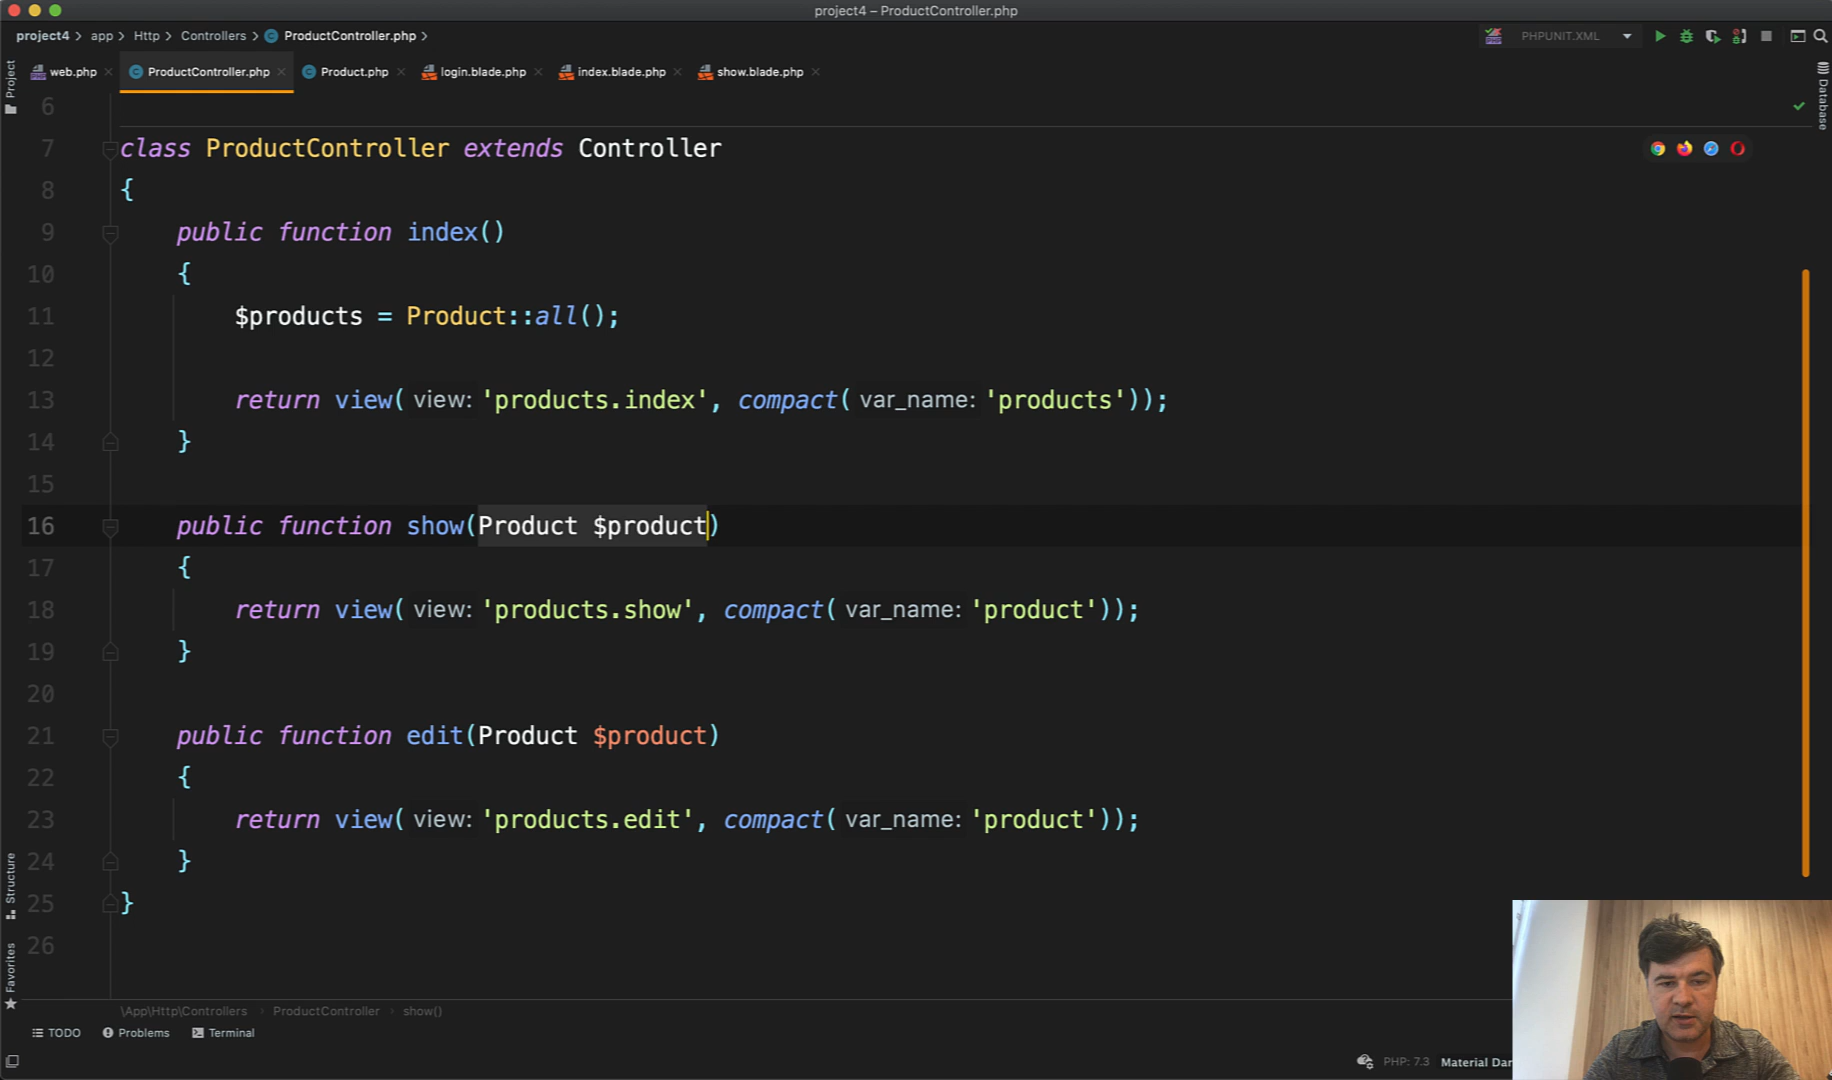 project4 – ProductController.php
project4 > app > Http > Controllers > ProductController.php >
PHPUNIT.XML
web.php ProductController.php Product.php login.blade.php index.blade.php show.blade.php
Project
Database
6
7 class ProductController extends Controller
8 {
9 public function index()
10 {
11 $products = Product::all();
12
13 return view( view: 'products.index', compact( var_name: 'products'));
14 }
15
16 public function show(Product $product)
17 {
18 return view( view: 'products.show', compact( var_name: 'product'));
19 }
20
21 public function edit(Product $product)
22 {
23 return view( view: 'products.edit', compact( var_name: 'product'));
24 }
25 }
26
Structure
Favorites
\App\Http\Controllers > ProductController > show()
TODO Problems Terminal
PHP: 7.3 Material Dar